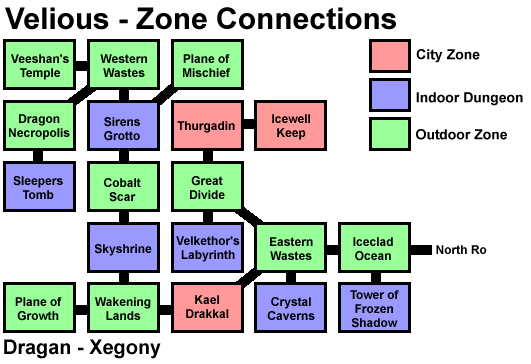 Velious - Zone Connections
Veeshan's
Temple
Western
Wastes
Plane of
Mischief
City Zone
Indoor Dungeon
Outdoor Zone
Dragon
Necropolis
Sirens
Grotto
Thurgadin
Icewell
Keep
Sleepers
Tomb
Cobalt
Scar
Great
Divide
Skyshrine
Velkethor's
Labyrinth
Eastern
Wastes
Iceclad
Ocean
North Ro
Plane of
Growth
Wakening
Lands
Kael
Drakkal
Crystal
Caverns
Tower of
Frozen
Shadow
Dragan - Xegony